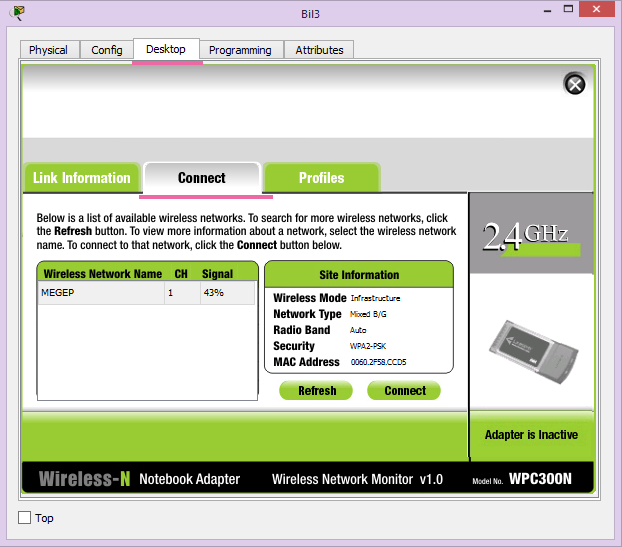 Bil3
Physical
Config
Desktop
Programming
Attributes
Link Information
Connect
Profiles
Below is a list of available wireless networks. To search for more wireless networks, click
the Refresh button. To view more information about a network, select the wireless network
name. To connect to that network, click the Connect button below.
2.4GHz
Wireless Network Name CH Signal
MEGEP 1 43%
Site Information
Wireless Mode Infrastructure
Network Type Mixed B/G
Radio Band Auto
Security WPA2-PSK
MAC Address 0060.2F5B.CCD5
Refresh
Connect
Adapter is Inactive
Wireless-N Notebook Adapter
Wireless Network Monitor v1.0
Model No. WPC300N
Top